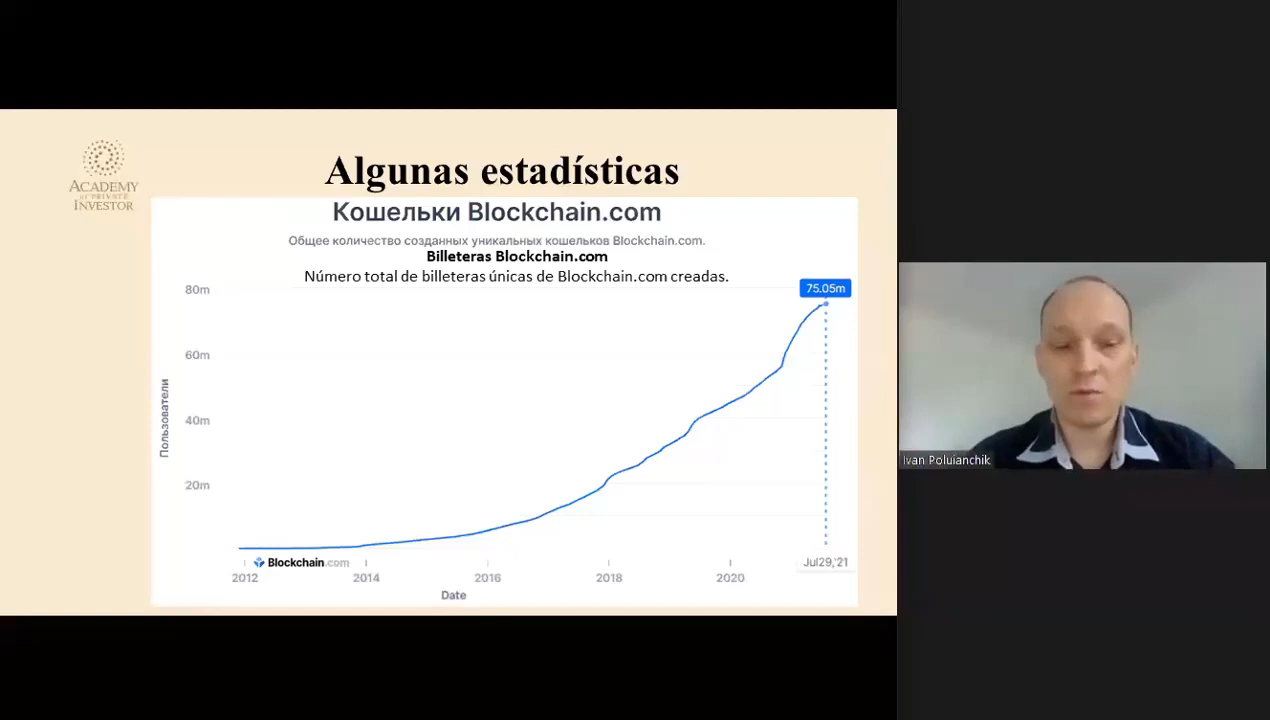 Algunas estadísticas
ACADEMY
OF PRIVATE
INVESTOR
Кошельки Blockchain.com
Общее количество созданных уникальных кошельков Blockchain.com.
Billeteras Blockchain.com
Número total de billeteras únicas de Blockchain.com creadas.
75.05m
80m
60m
40m
20m
Пользователи
Blockchain.com
Jul29,'21
2012
2014
2016
2018
2020
Date
Ivan Poluianchik